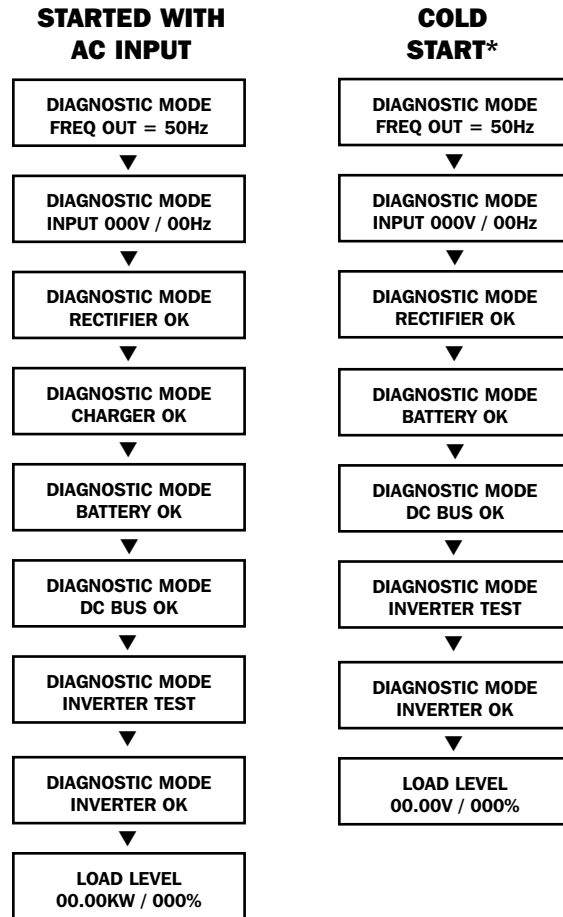 STARTED WITH
AC INPUT
DIAGNOSTIC MODE
FREQ OUT = 50Hz
DIAGNOSTIC MODE
INPUT 000V / 00Hz
DIAGNOSTIC MODE
RECTIFIER OK
DIAGNOSTIC MODE
CHARGER OK
DIAGNOSTIC MODE
BATTERY OK
DIAGNOSTIC MODE
DC BUS OK
DIAGNOSTIC MODE
INVERTER TEST
DIAGNOSTIC MODE
INVERTER OK
LOAD LEVEL
00.00KW / 000%
COLD
START*
DIAGNOSTIC MODE
FREQ OUT = 50Hz
DIAGNOSTIC MODE
INPUT 000V / 00Hz
DIAGNOSTIC MODE
RECTIFIER OK
DIAGNOSTIC MODE
BATTERY OK
DIAGNOSTIC MODE
DC BUS OK
DIAGNOSTIC MODE
INVERTER TEST
DIAGNOSTIC MODE
INVERTER OK
LOAD LEVEL
00.00V / 000%